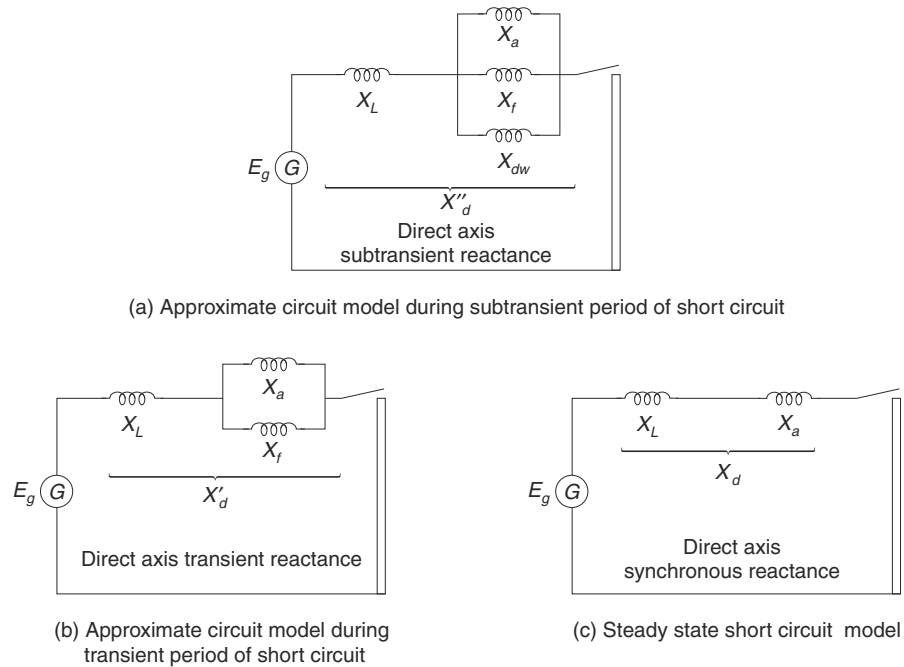 X_a
X_L
X_f
X_dw
E_g G
X''_d
Direct axis
subtransient reactance
(a) Approximate circuit model during subtransient period of short circuit
X_a
X_L
X_f
E_g G
X'_d
Direct axis transient reactance
(b) Approximate circuit model during
transient period of short circuit
X_L
X_a
E_g G
X_d
Direct axis
synchronous reactance
(c) Steady state short circuit model